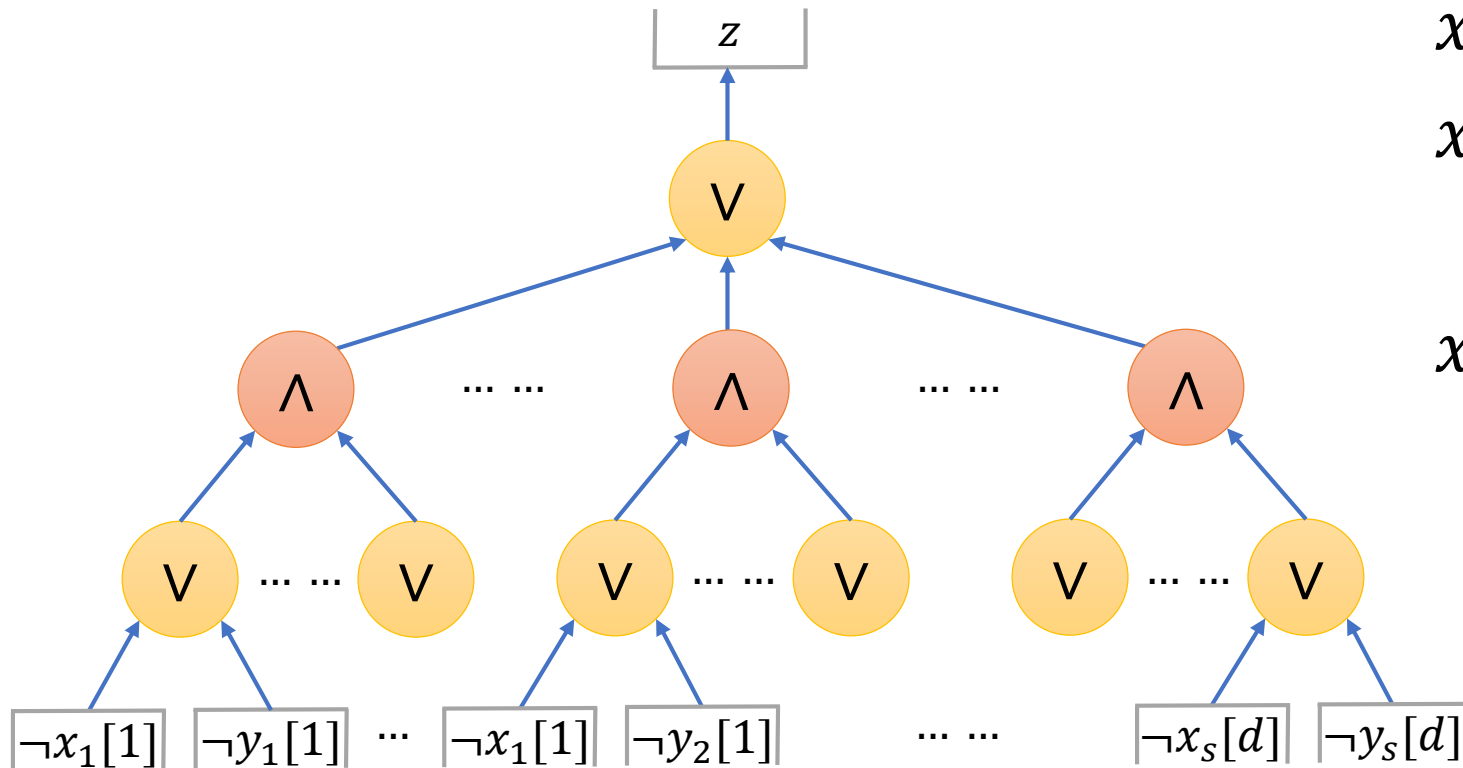 z
x
x
∨
x
∧ ... ... ∧ ... ... ∧
∨ ... ... ∨ ∨ ... ... ∨ ∨ ... ... ∨
¬x₁[1] ¬y₁[1] ... ¬x₁[1] ¬y₂[1] ... ... ¬xₛ[d] ¬yₛ[d]